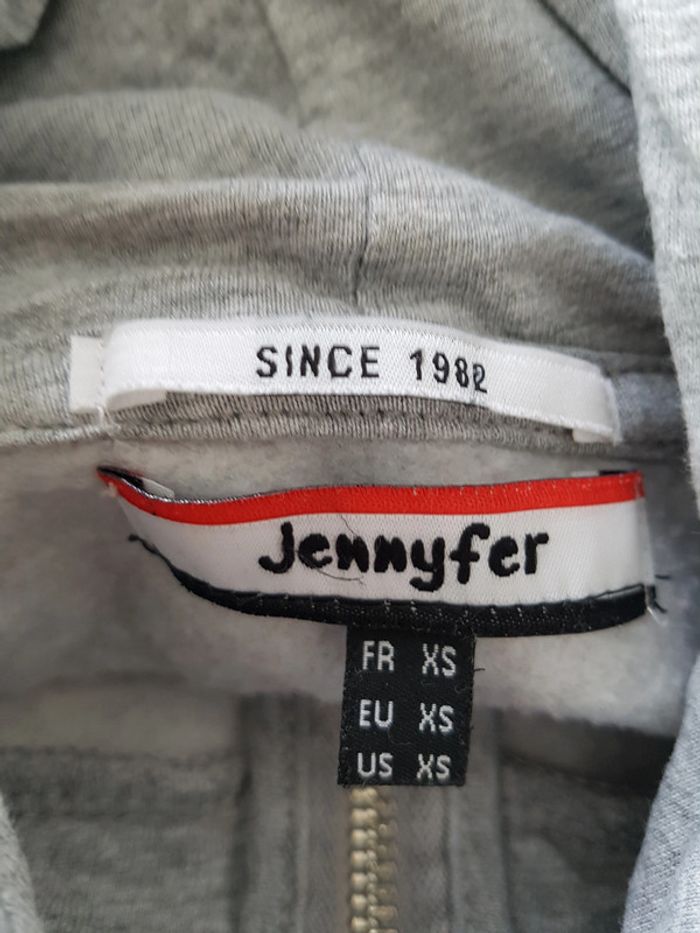 SINCE 1982
Jennyfer
FR XS
EU XS
US XS